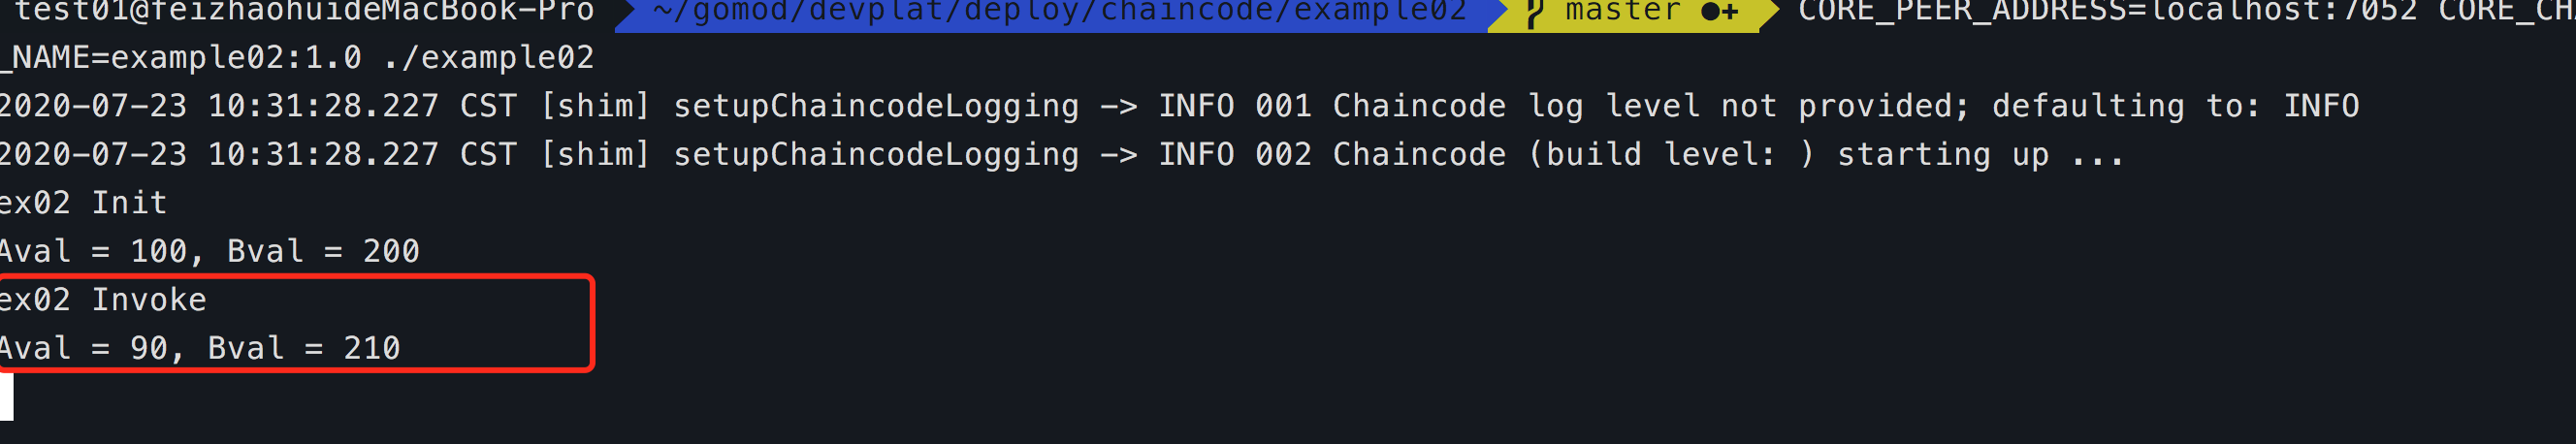 test01@feizhaohuideMacBook-Pro ~/gomod/devplat/deploy/chaincode/example02 master ●+ CORE_PEER_ADDRESS=localhost:7052 CORE_CH
_NAME=example02:1.0 ./example02
2020-07-23 10:31:28.227 CST [shim] setupChaincodeLogging -> INFO 001 Chaincode log level not provided; defaulting to: INFO
2020-07-23 10:31:28.227 CST [shim] setupChaincodeLogging -> INFO 002 Chaincode (build level: ) starting up ...
ex02 Init
Aval = 100, Bval = 200
ex02 Invoke
Aval = 90, Bval = 210